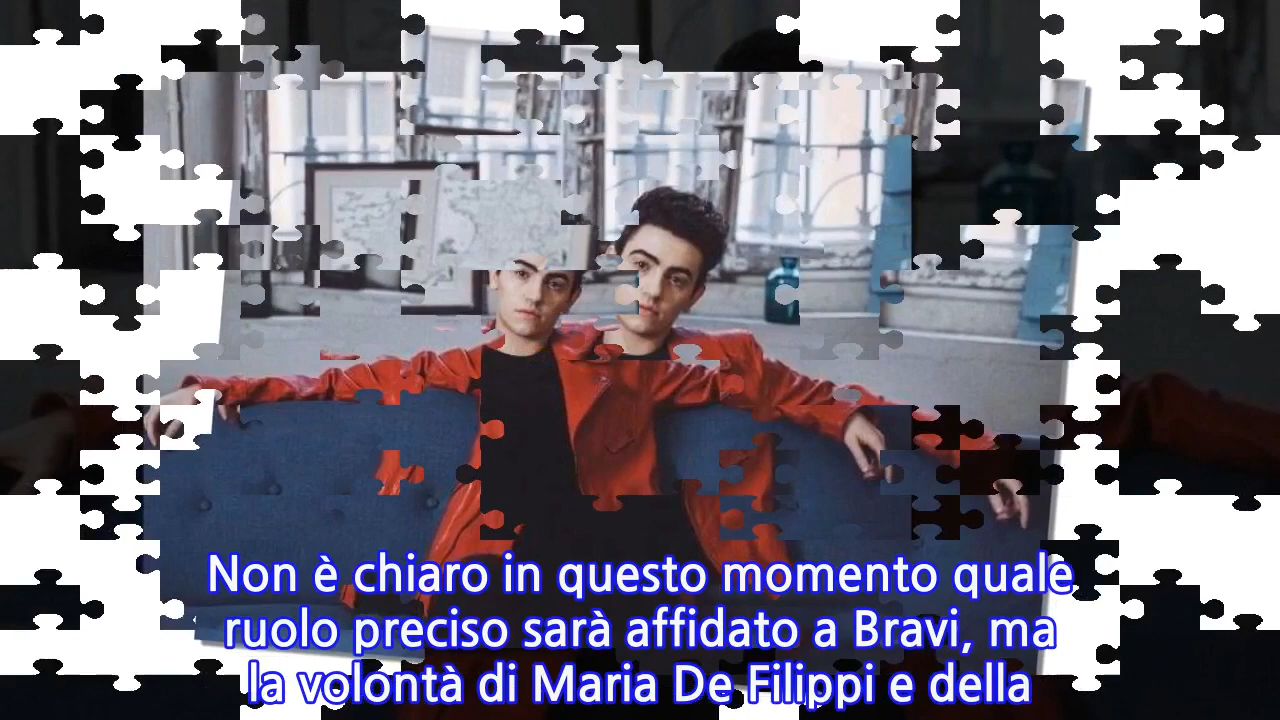 Non è chiaro in questo momento quale
ruolo preciso sarà affidato a Bravi, ma
la volontà di Maria De Filippi e della